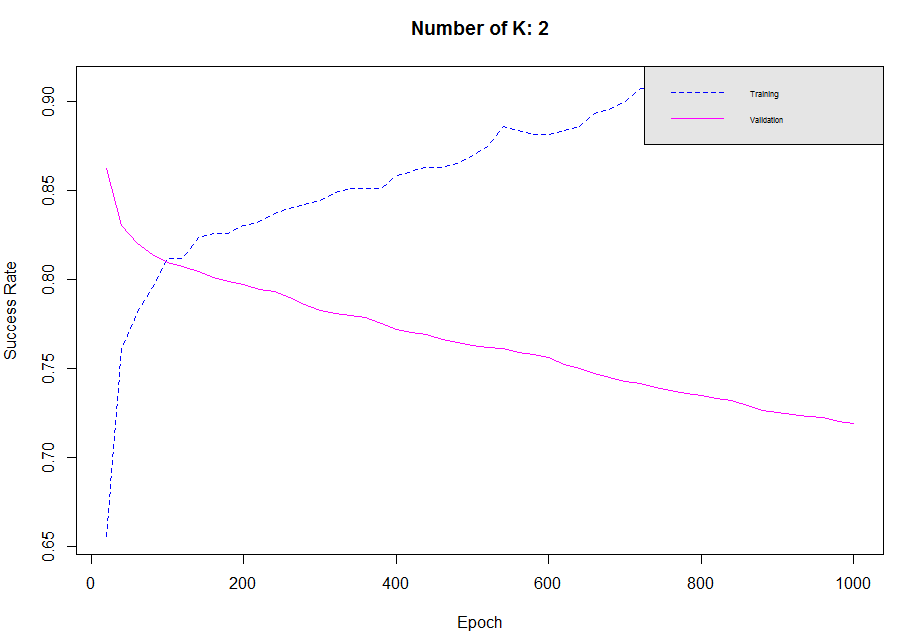 Number of K: 2
Training
Validation
Success Rate
0.90
0.85
0.80
0.75
0.70
0.65
0 200 400 600 800 1000
Epoch